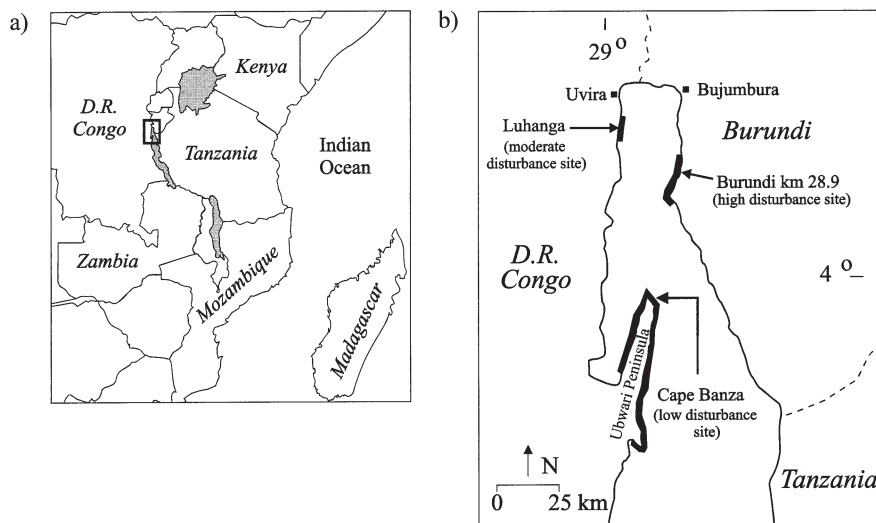 a)
Kenya
D.R.
Congo
Tanzania
Indian
Ocean
Zambia
Mozambique
Madagascar
b)
29°
Uvira
Bujumbura
Luhanga
(moderate
disturbance site)
Burundi
Burundi km 28.9
(high disturbance site)
D.R.
Congo
4°
Ubwari Peninsula
Cape Banza
(low disturbance
site)
N
0 25 km
Tanzania